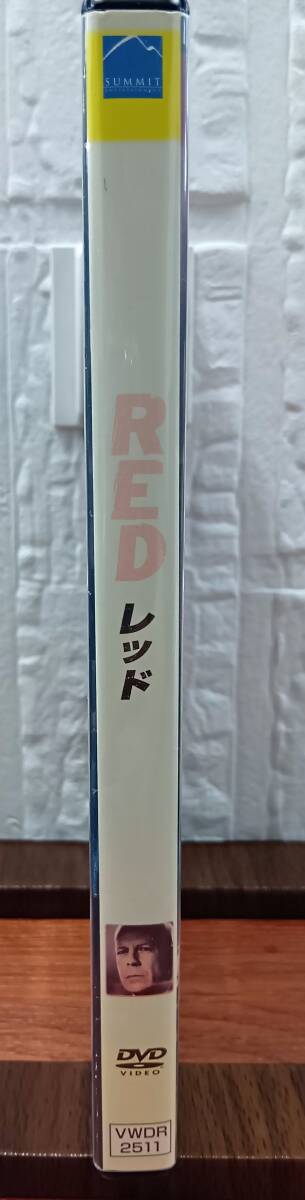 SUMMIT
RED
レッド
DVD
VIDEO
VWDR
2511